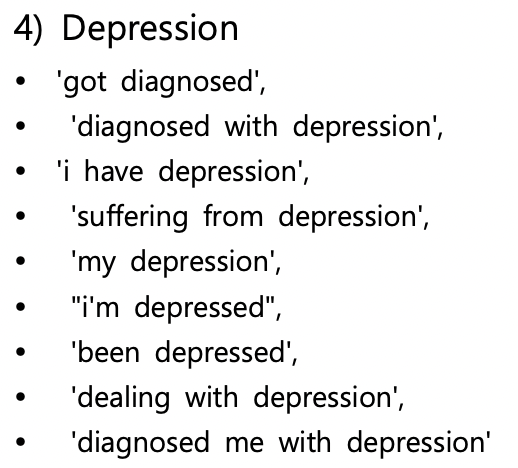 4) Depression
• 'got diagnosed',
• 'diagnosed with depression',
• 'i have depression',
• 'suffering from depression',
• 'my depression',
• "i'm depressed",
• 'been depressed',
• 'dealing with depression',
• 'diagnosed me with depression'